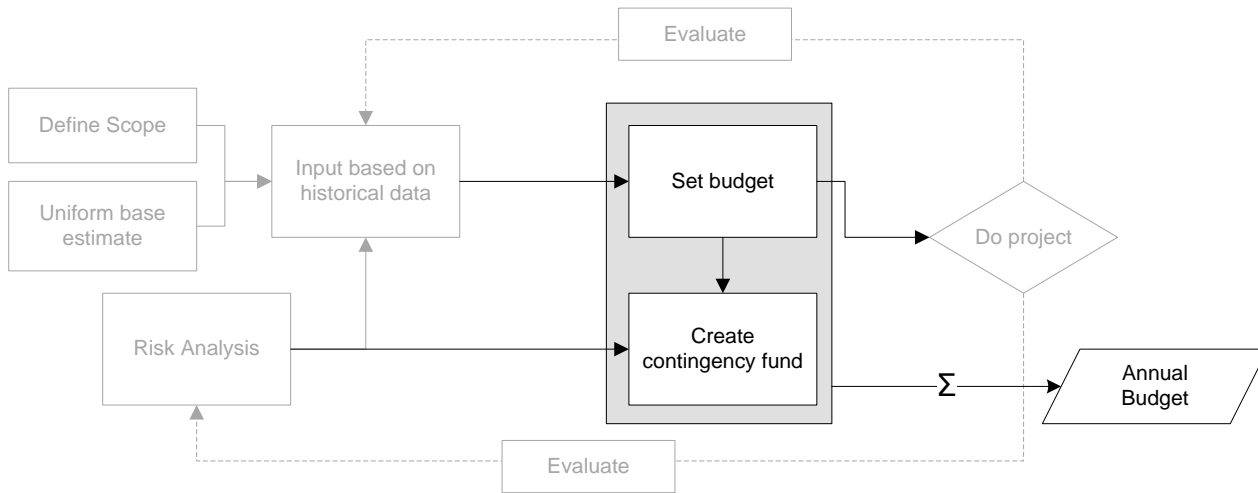 Evaluate
Define Scope
Input based on
historical data
Set budget
Uniform base
estimate
Do project
Risk Analysis
Create
contingency fund
Σ
Annual
Budget
Evaluate